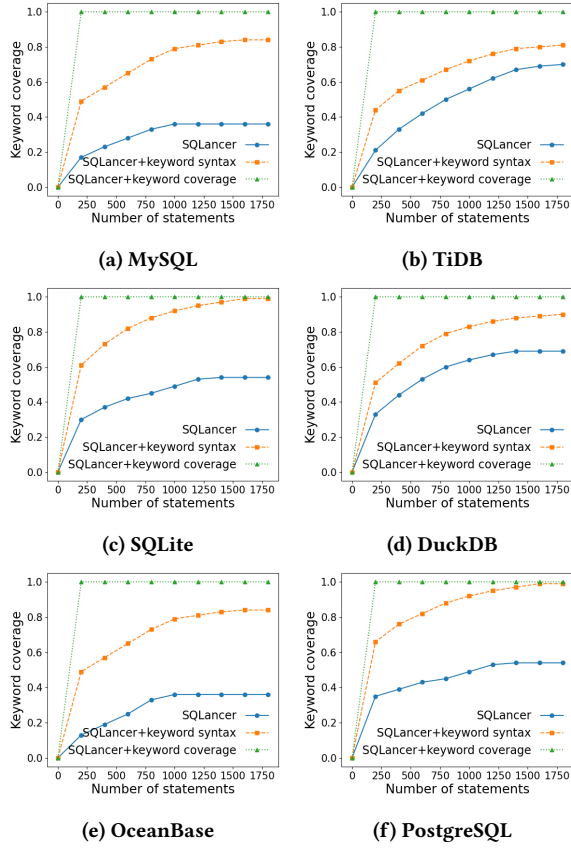 1.0
0.8
0.6
0.4
0.2
0.0
Keyword coverage
SQLancer
SQLancer+keyword syntax
SQLancer+keyword coverage
0 250 500 750 1000 1250 1500 1750
Number of statements
(a) MySQL
1.0
0.8
0.6
0.4
0.2
0.0
Keyword coverage
SQLancer
SQLancer+keyword syntax
SQLancer+keyword coverage
0 250 500 750 1000 1250 1500 1750
Number of statements
(b) TiDB
1.0
0.8
0.6
0.4
0.2
0.0
Keyword coverage
SQLancer
SQLancer+keyword syntax
SQLancer+keyword coverage
0 250 500 750 1000 1250 1500 1750
Number of statements
(c) SQLite
1.0
0.8
0.6
0.4
0.2
0.0
Keyword coverage
SQLancer
SQLancer+keyword syntax
SQLancer+keyword coverage
0 250 500 750 1000 1250 1500 1750
Number of statements
(d) DuckDB
1.0
0.8
0.6
0.4
0.2
0.0
Keyword coverage
SQLancer
SQLancer+keyword syntax
SQLancer+keyword coverage
0 250 500 750 1000 1250 1500 1750
Number of statements
(e) OceanBase
1.0
0.8
0.6
0.4
0.2
0.0
Keyword coverage
SQLancer
SQLancer+keyword syntax
SQLancer+keyword coverage
0 250 500 750 1000 1250 1500 1750
Number of statements
(f) PostgreSQL